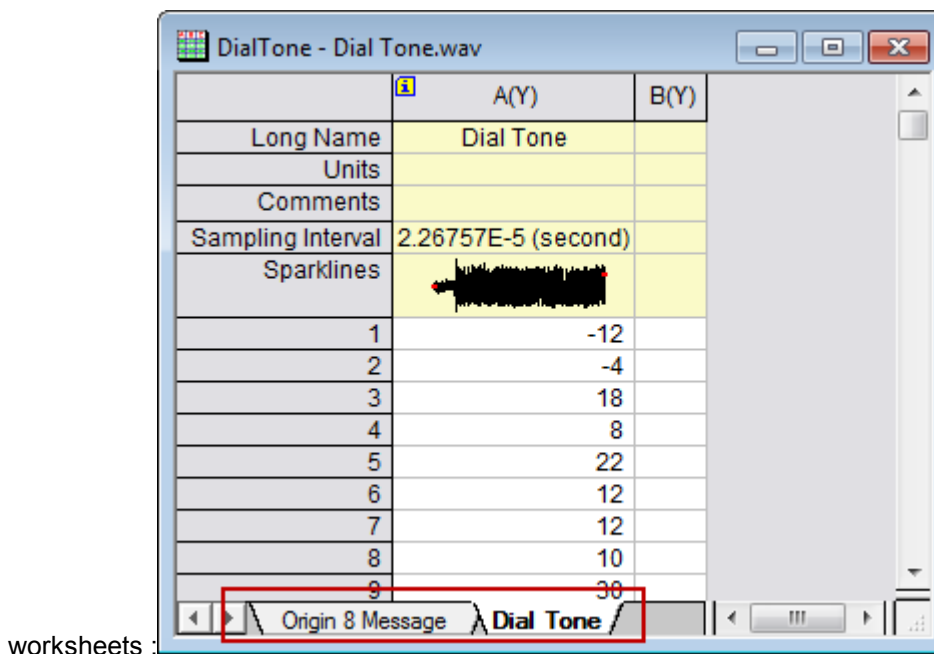 DialTone - Dial Tone.wav
A(Y) B(Y)
Long Name Dial Tone
Units
Comments
Sampling Interval 2.26757E-5 (second)
Sparklines
1 -12
2 -4
3 18
4 8
5 22
6 12
7 12
8 10
9 30
Origin 8 Message Dial Tone
worksheets :